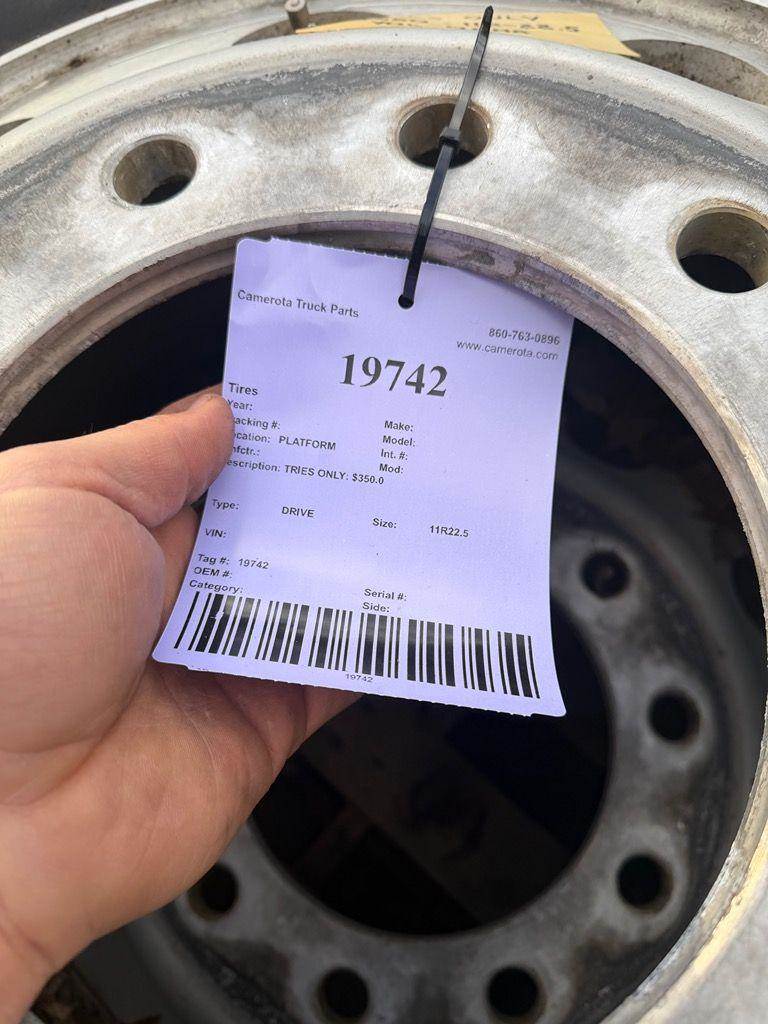 Camerota Truck Parts
860-763-0896
www.camerota.com
19742
Tires
Year:
acking #:
Make:
cation: PLATFORM
Model:
nfctr.:
Int. #:
Mod:
escription: TRIES ONLY: $350.0
Type: DRIVE Size: 11R22.5
VIN:
Tag #: 19742
OEM #:
Serial #:
Category:
Side:
19742